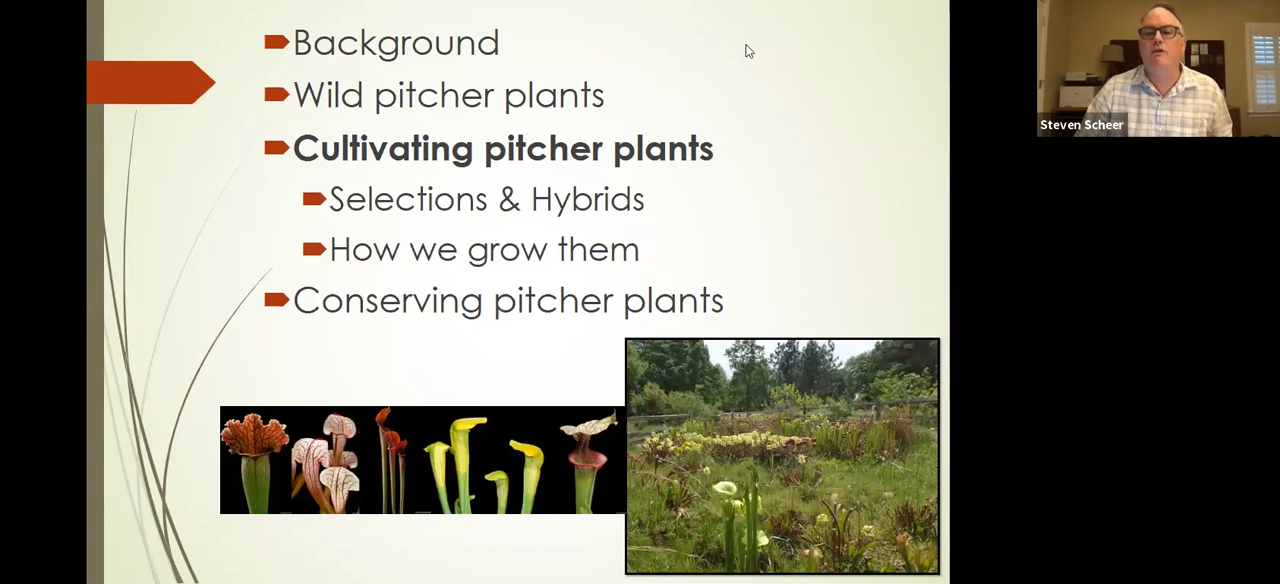 Background
Wild pitcher plants
Cultivating pitcher plants
Selections & Hybrids
How we grow them
Conserving pitcher plants
Steven Scheer